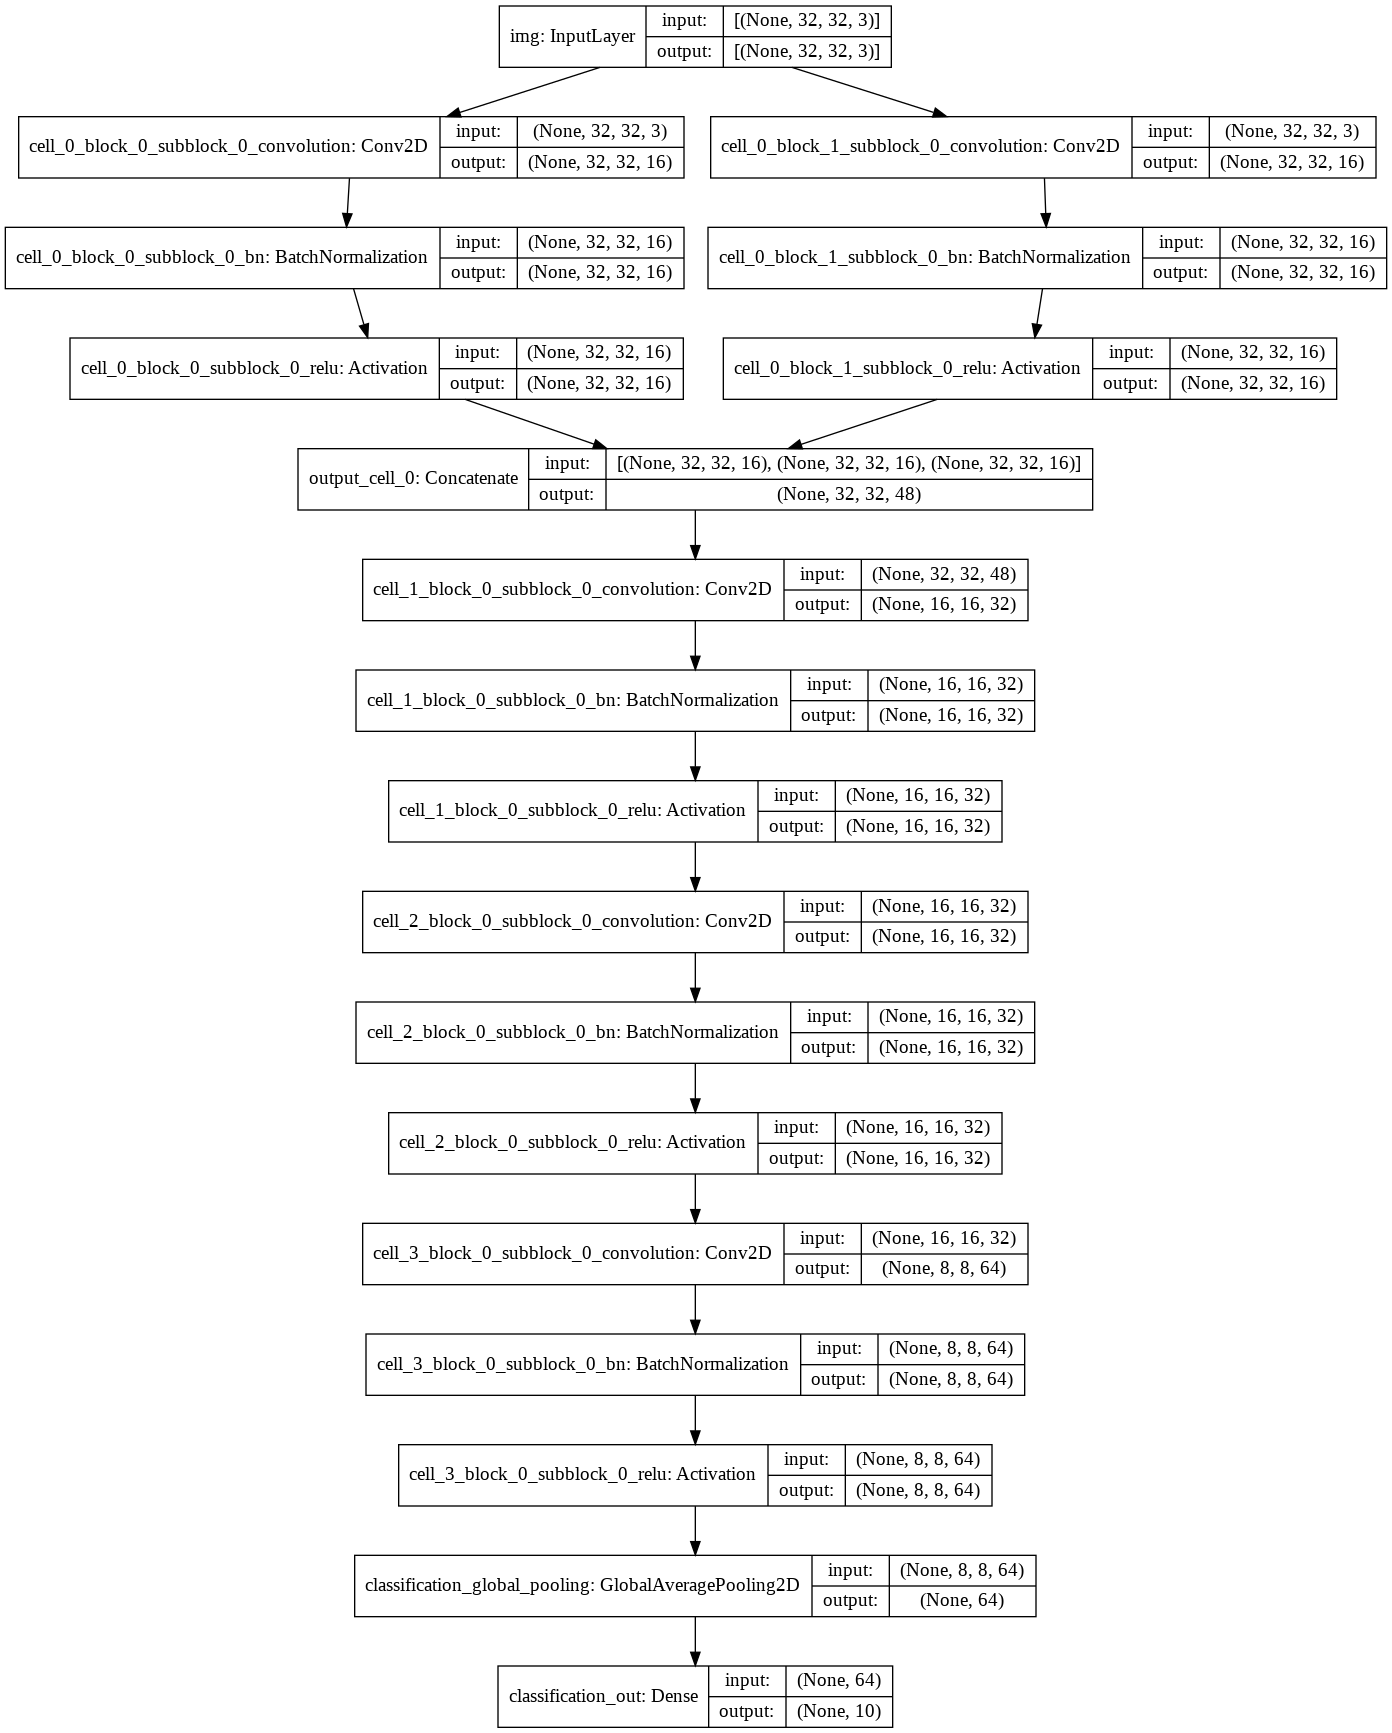 img: InputLayer
input:
[(None, 32, 32, 3)]
output:
[(None, 32, 32, 3)]
cell_0_block_0_subblock_0_convolution: Conv2D
input:
(None, 32, 32, 3)
output:
(None, 32, 32, 16)
cell_0_block_1_subblock_0_convolution: Conv2D
input:
(None, 32, 32, 3)
output:
(None, 32, 32, 16)
cell_0_block_0_subblock_0_bn: BatchNormalization
input:
(None, 32, 32, 16)
output:
(None, 32, 32, 16)
cell_0_block_1_subblock_0_bn: BatchNormalization
input:
(None, 32, 32, 16)
output:
(None, 32, 32, 16)
cell_0_block_0_subblock_0_relu: Activation
input:
(None, 32, 32, 16)
output:
(None, 32, 32, 16)
cell_0_block_1_subblock_0_relu: Activation
input:
(None, 32, 32, 16)
output:
(None, 32, 32, 16)
output_cell_0: Concatenate
input:
[(None, 32, 32, 16), (None, 32, 32, 16), (None, 32, 32, 16)]
output:
(None, 32, 32, 48)
cell_1_block_0_subblock_0_convolution: Conv2D
input:
(None, 32, 32, 48)
output:
(None, 16, 16, 32)
cell_1_block_0_subblock_0_bn: BatchNormalization
input:
(None, 16, 16, 32)
output:
(None, 16, 16, 32)
cell_1_block_0_subblock_0_relu: Activation
input:
(None, 16, 16, 32)
output:
(None, 16, 16, 32)
cell_2_block_0_subblock_0_convolution: Conv2D
input:
(None, 16, 16, 32)
output:
(None, 16, 16, 32)
cell_2_block_0_subblock_0_bn: BatchNormalization
input:
(None, 16, 16, 32)
output:
(None, 16, 16, 32)
cell_2_block_0_subblock_0_relu: Activation
input:
(None, 16, 16, 32)
output:
(None, 16, 16, 32)
cell_3_block_0_subblock_0_convolution: Conv2D
input:
(None, 16, 16, 32)
output:
(None, 8, 8, 64)
cell_3_block_0_subblock_0_bn: BatchNormalization
input:
(None, 8, 8, 64)
output:
(None, 8, 8, 64)
cell_3_block_0_subblock_0_relu: Activation
input:
(None, 8, 8, 64)
output:
(None, 8, 8, 64)
classification_global_pooling: GlobalAveragePooling2D
input:
(None, 8, 8, 64)
output:
(None, 64)
classification_out: Dense
input:
(None, 64)
output:
(None, 10)